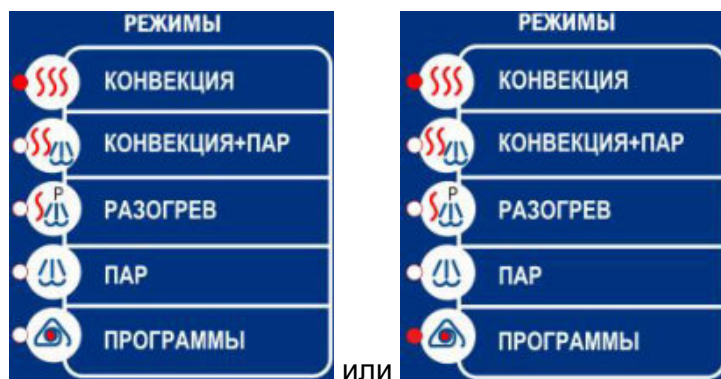 РЕЖИМЫ
КОНВЕКЦИЯ
КОНВЕКЦИЯ+ПАР
Р
РАЗОГРЕВ
ПАР
ПРОГРАММЫ
или
РЕЖИМЫ
КОНВЕКЦИЯ
КОНВЕКЦИЯ+ПАР
Р
РАЗОГРЕВ
ПАР
ПРОГРАММЫ